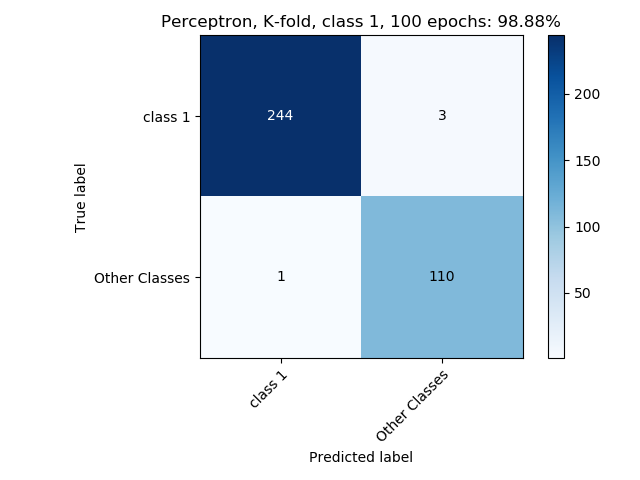 Perceptron, K-fold, class 1, 100 epochs: 98.88%
class 1
244
3
200
150
True label
100
Other Classes
1
110
50
class 1
Other Classes
Predicted label